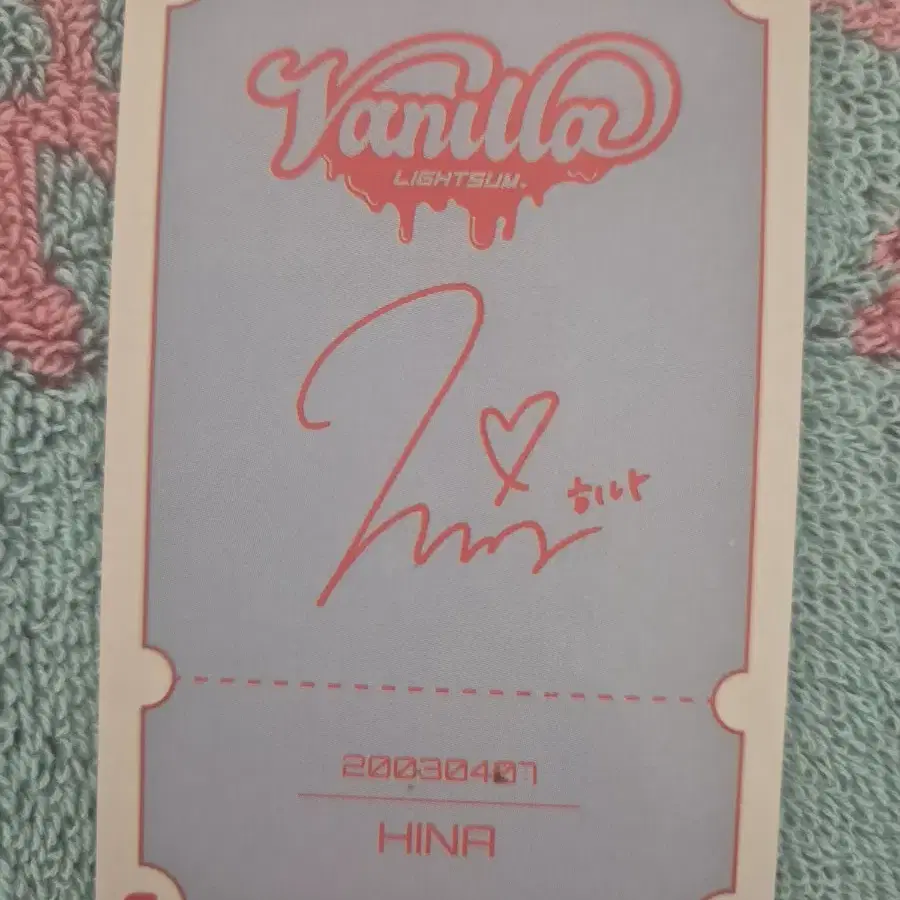 Vanilla
LIGHTSUM.
히나
20030407
HINA